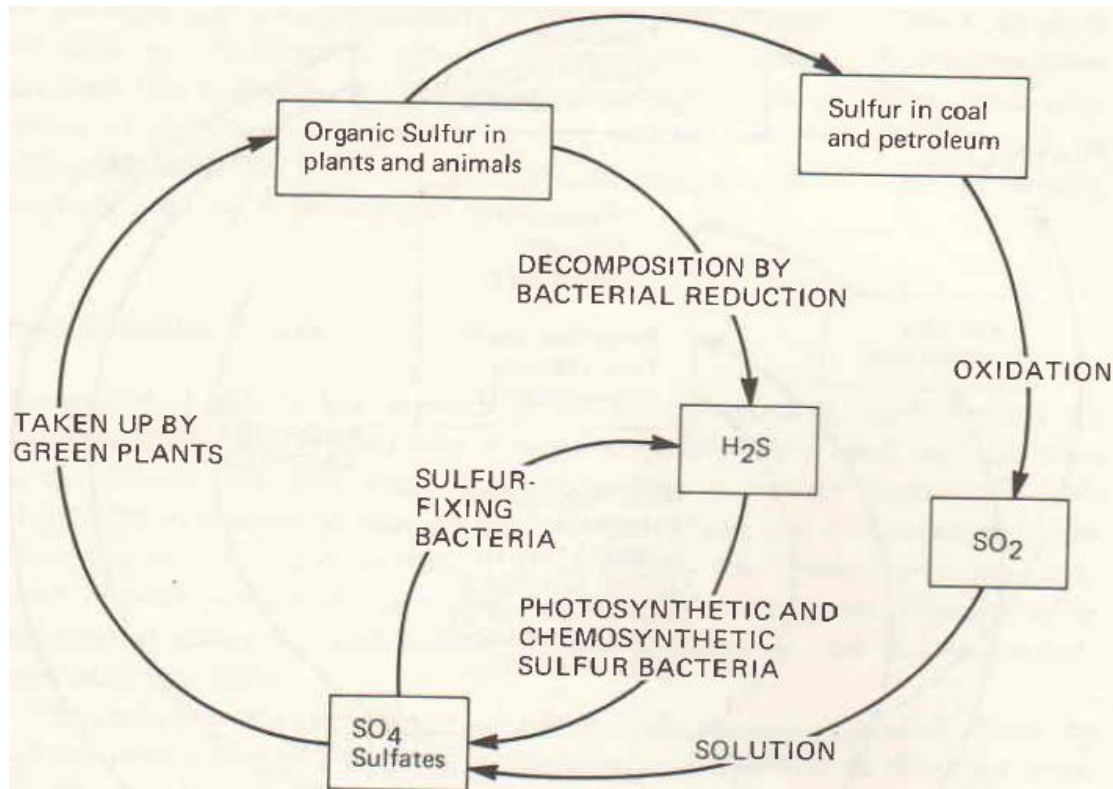 Organic Sulfur in
plants and animals
Sulfur in coal
and petroleum
DECOMPOSITION BY
BACTERIAL REDUCTION
OXIDATION
TAKEN UP BY
GREEN PLANTS
H₂S
SULFUR-
FIXING
BACTERIA
SO₂
PHOTOSYNTHETIC AND
CHEMOSYNTHETIC
SULFUR BACTERIA
SO₄
Sulfates
SOLUTION